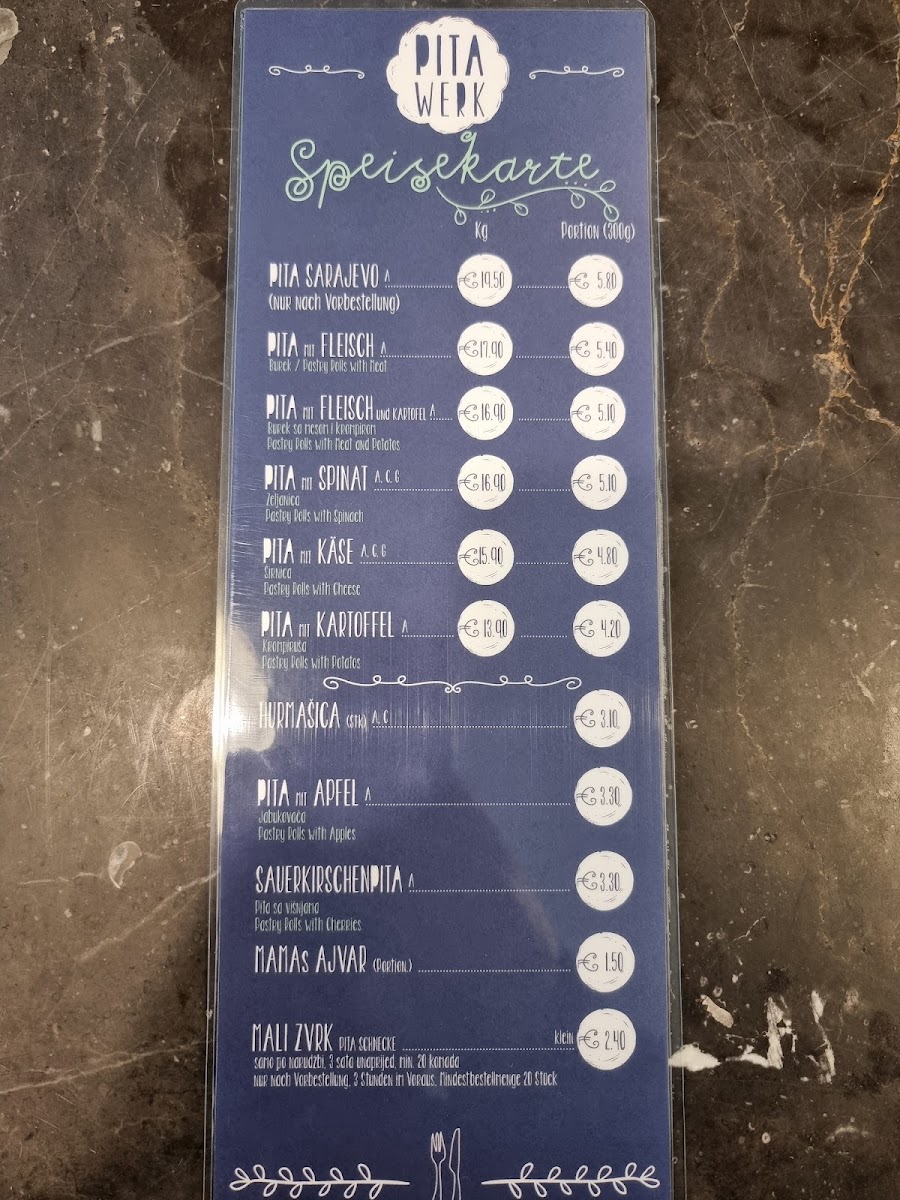 PITA
WERK
Speisekarte
Kg Portion (300g)
PITA SARAJEVO A € 19.50 € 5.80
(nur nach Vorbestellung)
PITA MIT FLEISCH A € 17.90 € 5.40
Burek / Pastry Rolls with Meat
PITA MIT FLEISCH UND KARTOFEL A € 16.90 € 5.10
Burek sa mesom i krompirom
Pastry Rolls with Meat and Potatos
PITA MIT SPINAT A, C, G € 16.90 € 5.10
Zeljanica
Pastry Rolls with Spinach
PITA MIT KÄSE A, C, G € 15.90 € 4.80
Sirnica
Pastry Rolls with Cheese
PITA MIT KARTOFFEL A € 13.90 € 4.20
Krompiruša
Pastry Rolls with Potatos
HURMAŠICA (STK) A, C € 3.10
PITA MIT APFEL A € 3.30
Jabukovača
Pastry Rolls with Apples
SAUERKIRSCHENPITA A € 3.30
Pita sa višnjama
Pastry Rolls with Cherries
MAMAs AJVAR (Portion.) € 1.50
MALI ZVRK PITA SCHNECKE klein € 2.40
samo po narudžbi, 3 sata unaprijed, min. 20 komada
nur nach Vorbestellung, 3 Stunden im Voraus, Mindestbestellmenge 20 Stück